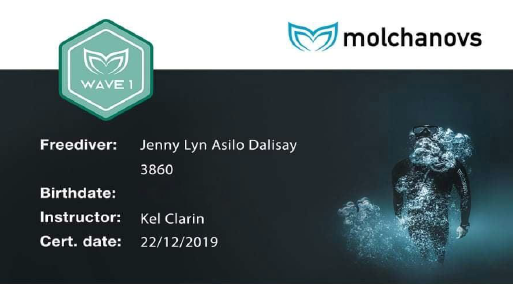 molchanovs
WAVE 1
Freediver: Jenny Lyn Asilo Dalisay
3860
Birthdate:
Instructor: Kel Clarin
Cert. date: 22/12/2019